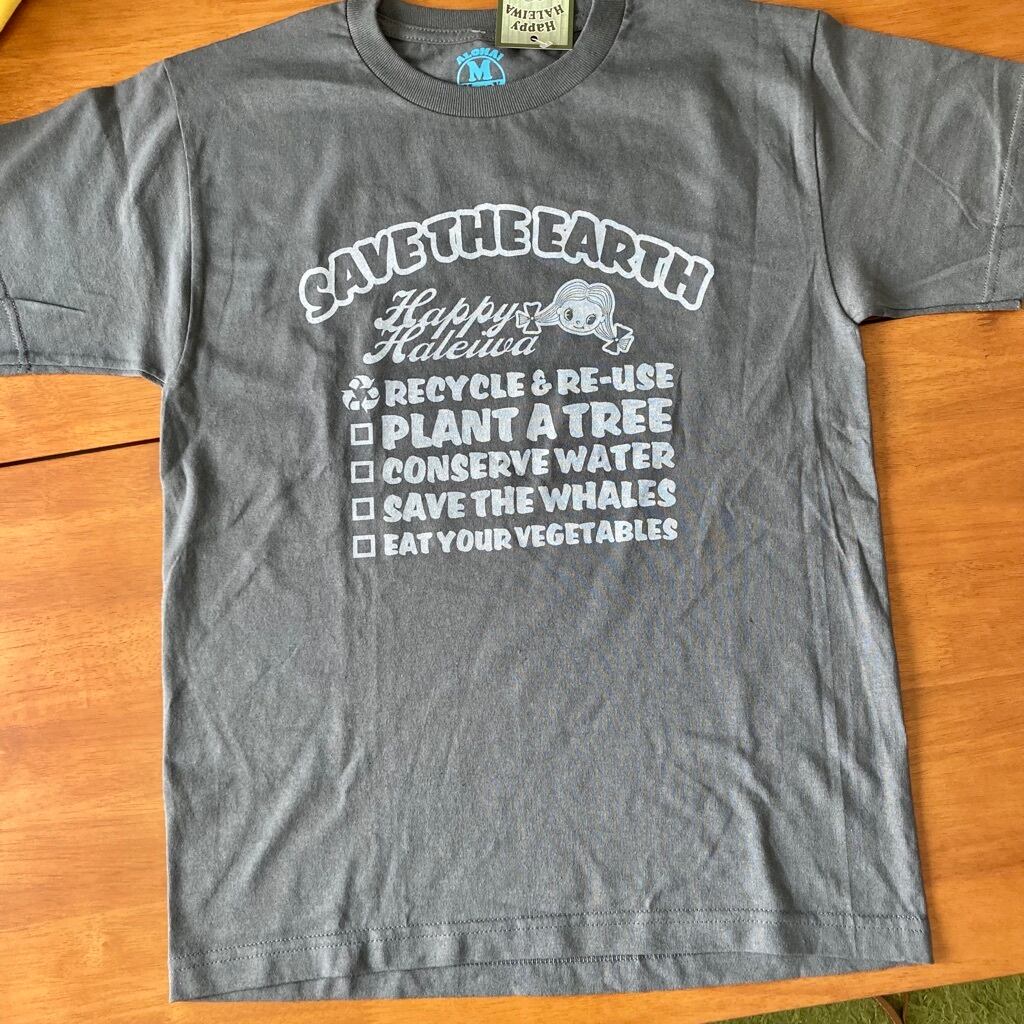 Happy
HALEIWA
ALOHA!
M
SAVE THE EARTH
Happy
Haleiwa
RECYCLE & RE-USE
PLANT A TREE
CONSERVE WATER
SAVE THE WHALES
EAT YOUR VEGETABLES